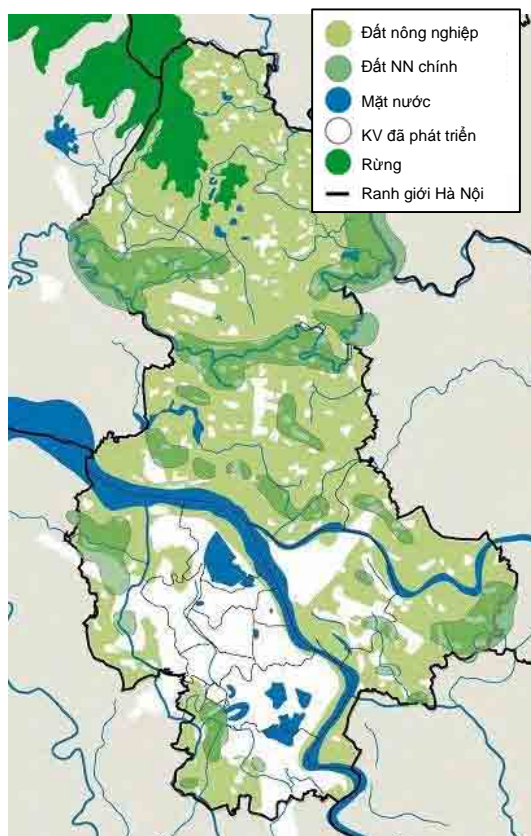 Đất nông nghiệp
Đất NN chính
Mặt nước
KV đã phát triển
Rừng
Ranh giới Hà Nội